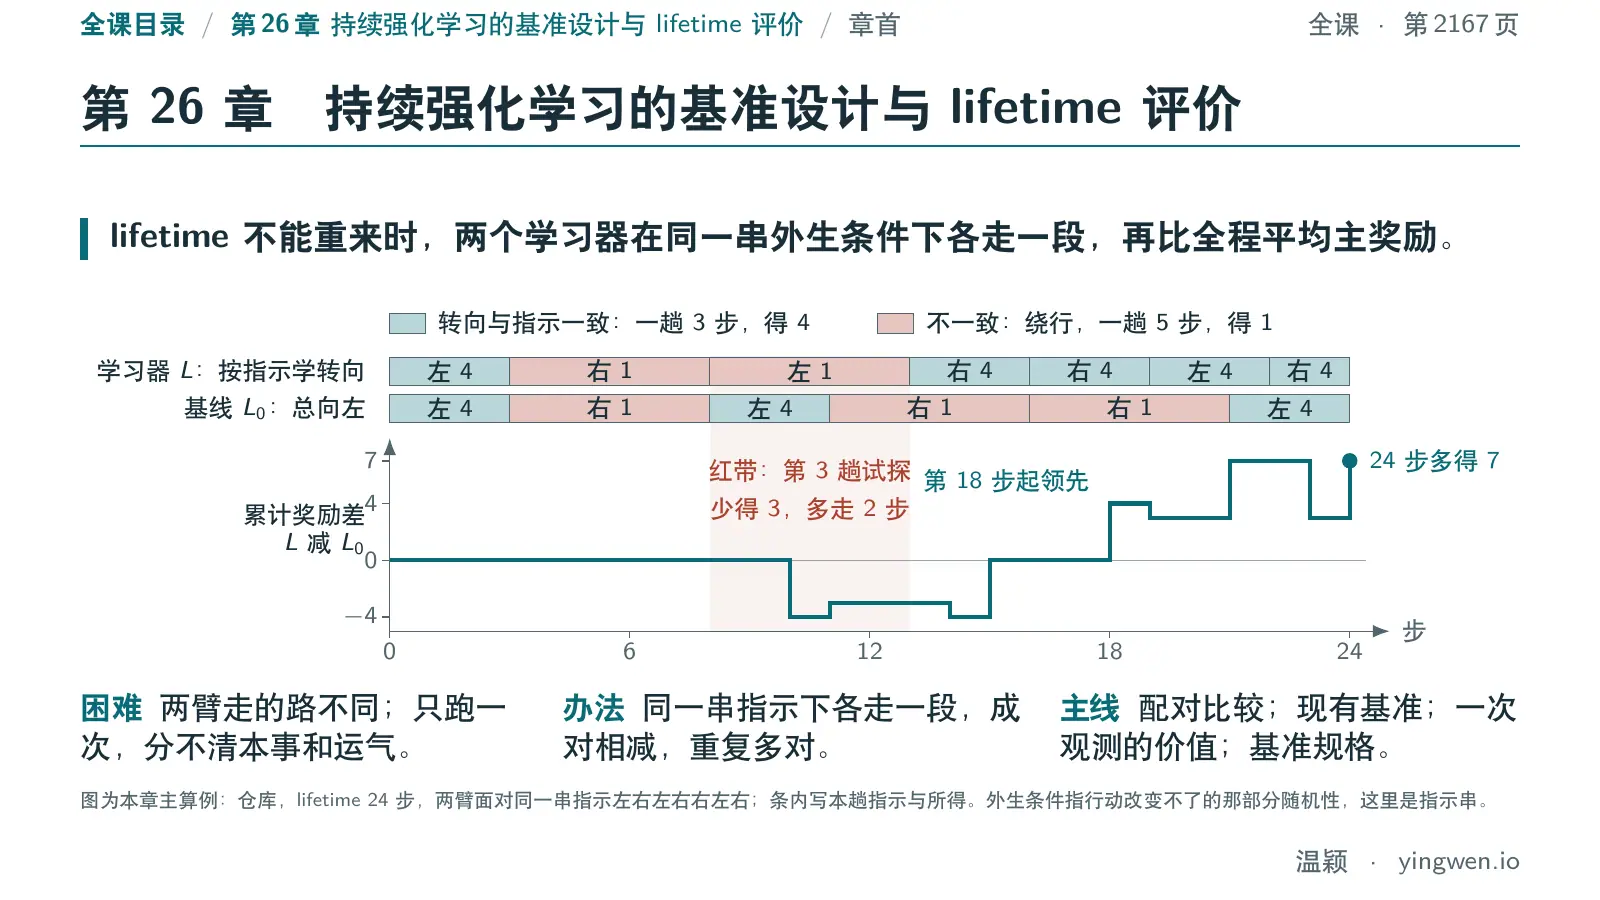 全课目录 / 第 26 章 持续强化学习的基准设计与 lifetime 评价 / 章首
全课 · 第 2167 页
第 26 章 持续强化学习的基准设计与 lifetime 评价
lifetime 不能重来时，两个学习器在同一串外生条件下各走一段，再比全程平均主奖励。
转向与指示一致：一趟 3 步，得 4
不一致：绕行，一趟 5 步，得 1
学习器 L：按指示学转向
左 4 右 1 左 1 右 4 右 4 左 4 右 4
基线 L₀：总向左
左 4 右 1 左 4 右 1 右 1 左 4
累计奖励差
L 减 L₀
7
4
0
−4
红带：第 3 趟试探
少得 3，多走 2 步
第 18 步起领先
24 步多得 7
0 6 12 18 24
步
困难 两臂走的路不同；只跑一
次，分不清本事和运气。
办法 同一串指示下各走一段，成
对相减，重复多对。
主线 配对比较；现有基准；一次
观测的价值；基准规格。
图为本章主算例：仓库，lifetime 24 步，两臂面对同一串指示左右左右右左右；条内写本趟指示与所得。外生条件指行动改变不了的那部分随机性，这里是指示串。
温颖 · yingwen.io